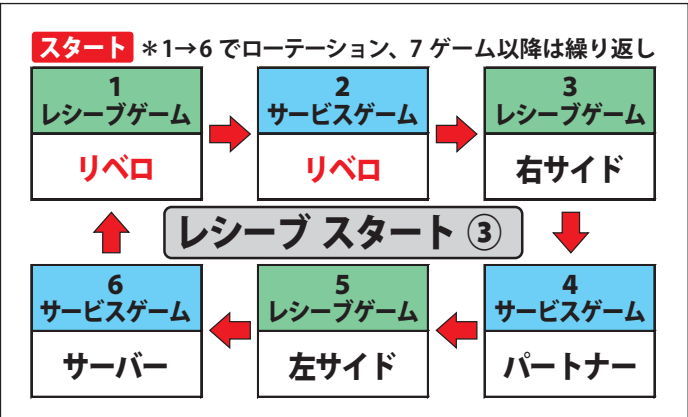 スタート ＊1→6 でローテーション、7 ゲーム以降は繰り返し
1
レシーブゲーム
リベロ
2
サービスゲーム
リベロ
3
レシーブゲーム
右サイド
レシーブ スタート ③
6
サービスゲーム
サーバー
5
レシーブゲーム
左サイド
4
サービスゲーム
パートナー